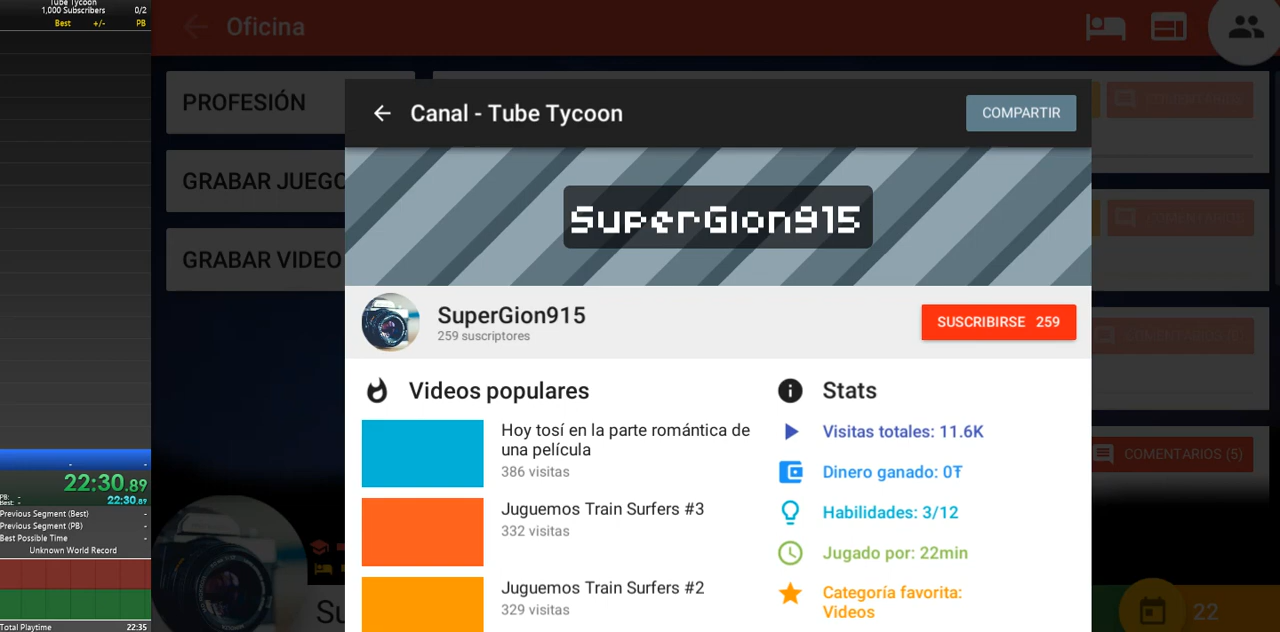 Tube Tycoon
1,000 Subscribers 0/2
Best +/- PB
- -
22:30.89
PB: -
Best: - 22:30.89
Previous Segment (Best) -
Previous Segment (PB) -
Best Possible Time -
Unknown World Record
Total Playtime 22:35
Oficina
PROFESIÓN
GRABAR JUEGO
GRABAR VIDEO
COMENTARIOS (5)
Su
22
Canal - Tube Tycoon
COMPARTIR
SuperGion915
SuperGion915
259 suscriptores
SUSCRIBIRSE 259
Videos populares
Hoy tosí en la parte romántica de
una película
386 visitas
Juguemos Train Surfers #3
332 visitas
Juguemos Train Surfers #2
329 visitas
Stats
Visitas totales: 11.6K
Dinero ganado: 0Ŧ
Habilidades: 3/12
Jugado por: 22min
Categoría favorita:
Videos